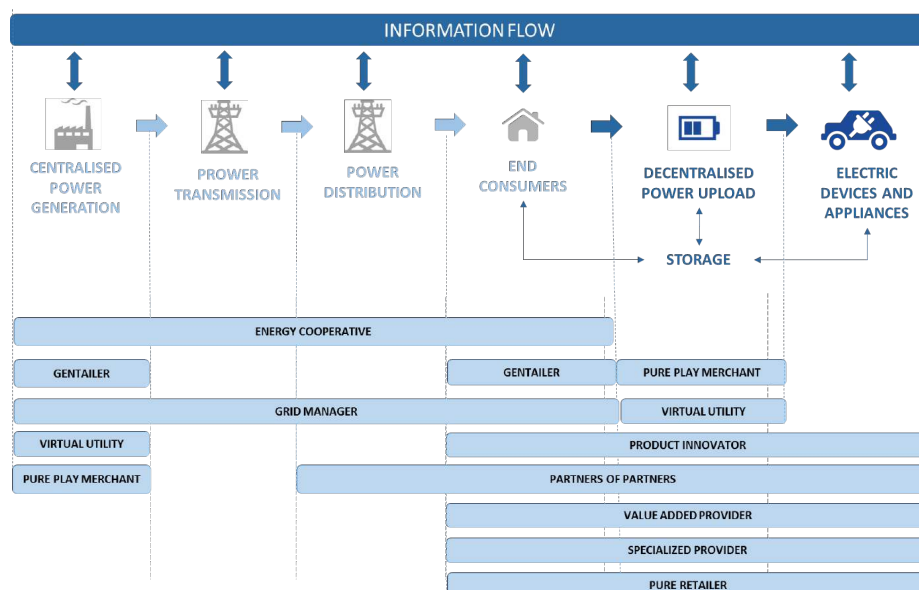 INFORMATION FLOW
CENTRALISED
POWER
GENERATION
PROWER
TRANSMISSION
POWER
DISTRIBUTION
END
CONSUMERS
DECENTRALISED
POWER UPLOAD
ELECTRIC
DEVICES AND
APPLIANCES
STORAGE
ENERGY COOPERATIVE
GENTAILER
GENTAILER
PURE PLAY MERCHANT
GRID MANAGER
VIRTUAL UTILITY
VIRTUAL UTILITY
PRODUCT INNOVATOR
PURE PLAY MERCHANT
PARTNERS OF PARTNERS
VALUE ADDED PROVIDER
SPECIALIZED PROVIDER
PURE RETAILER